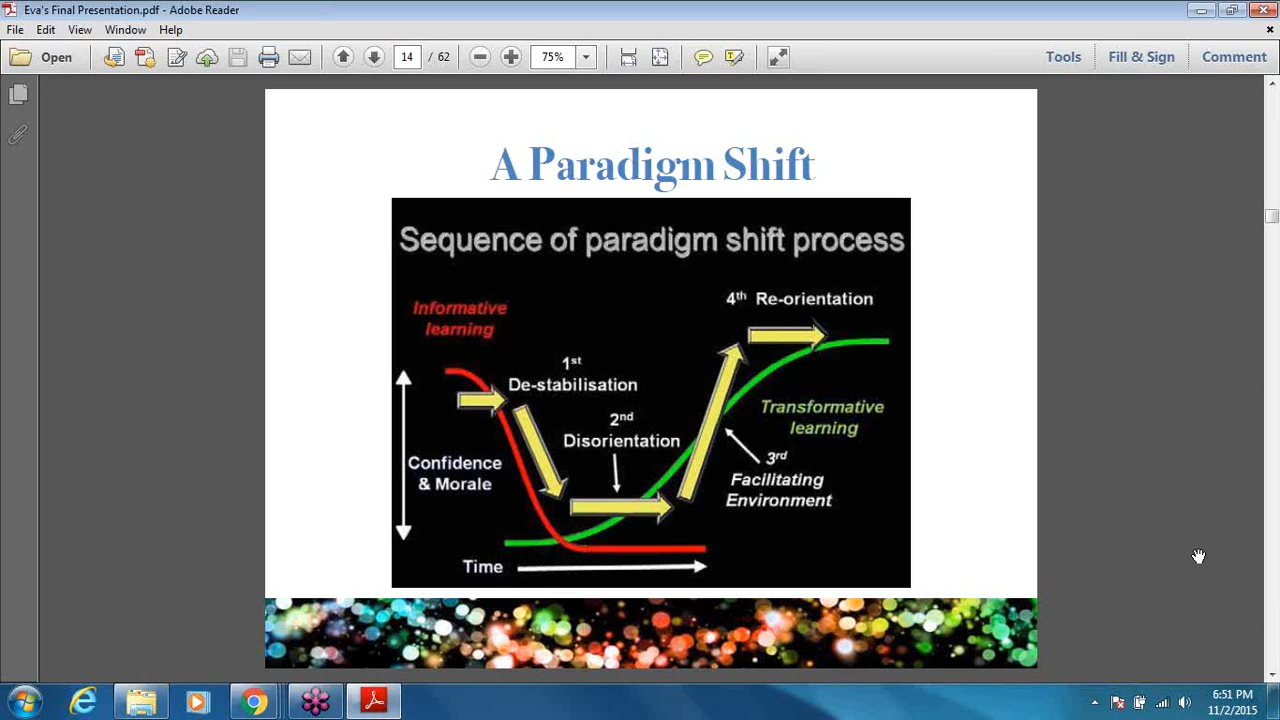 Eva's Final Presentation.pdf - Adobe Reader
File Edit View Window Help
Open 14 / 62 75% Tools Fill & Sign Comment
A Paradigm Shift
Sequence of paradigm shift process
4th Re-orientation
Informative
learning
1st
De-stabilisation
2nd
Disorientation
Transformative
learning
3rd
Facilitating
Environment
Confidence
& Morale
Time
6:51 PM
11/2/2015